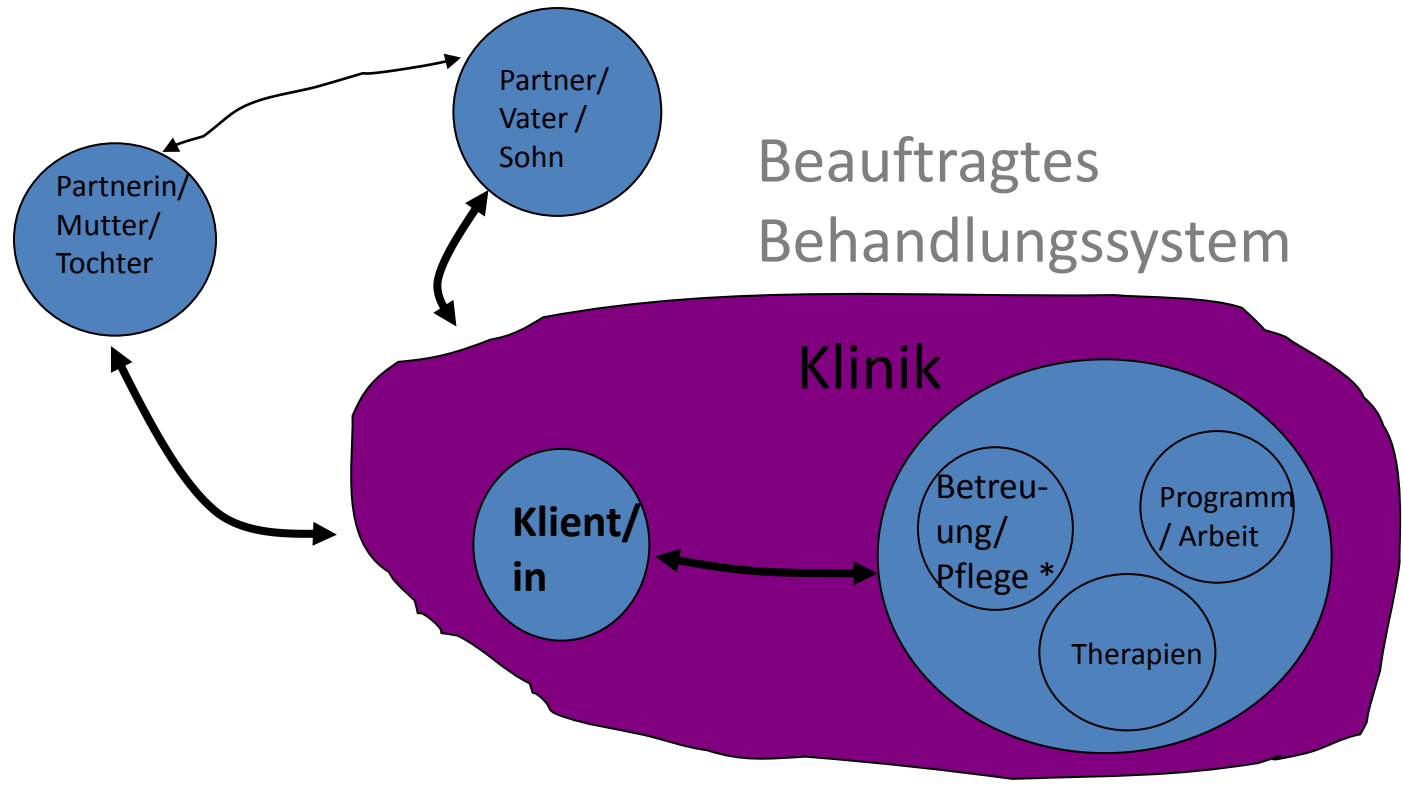 Partner/
Vater /
Sohn
Partnerin/
Mutter/
Tochter
Beauftragtes
Behandlungssystem
Klinik
Klient/
in
Betreu-
ung/
Pflege *
Programm
/ Arbeit
Therapien